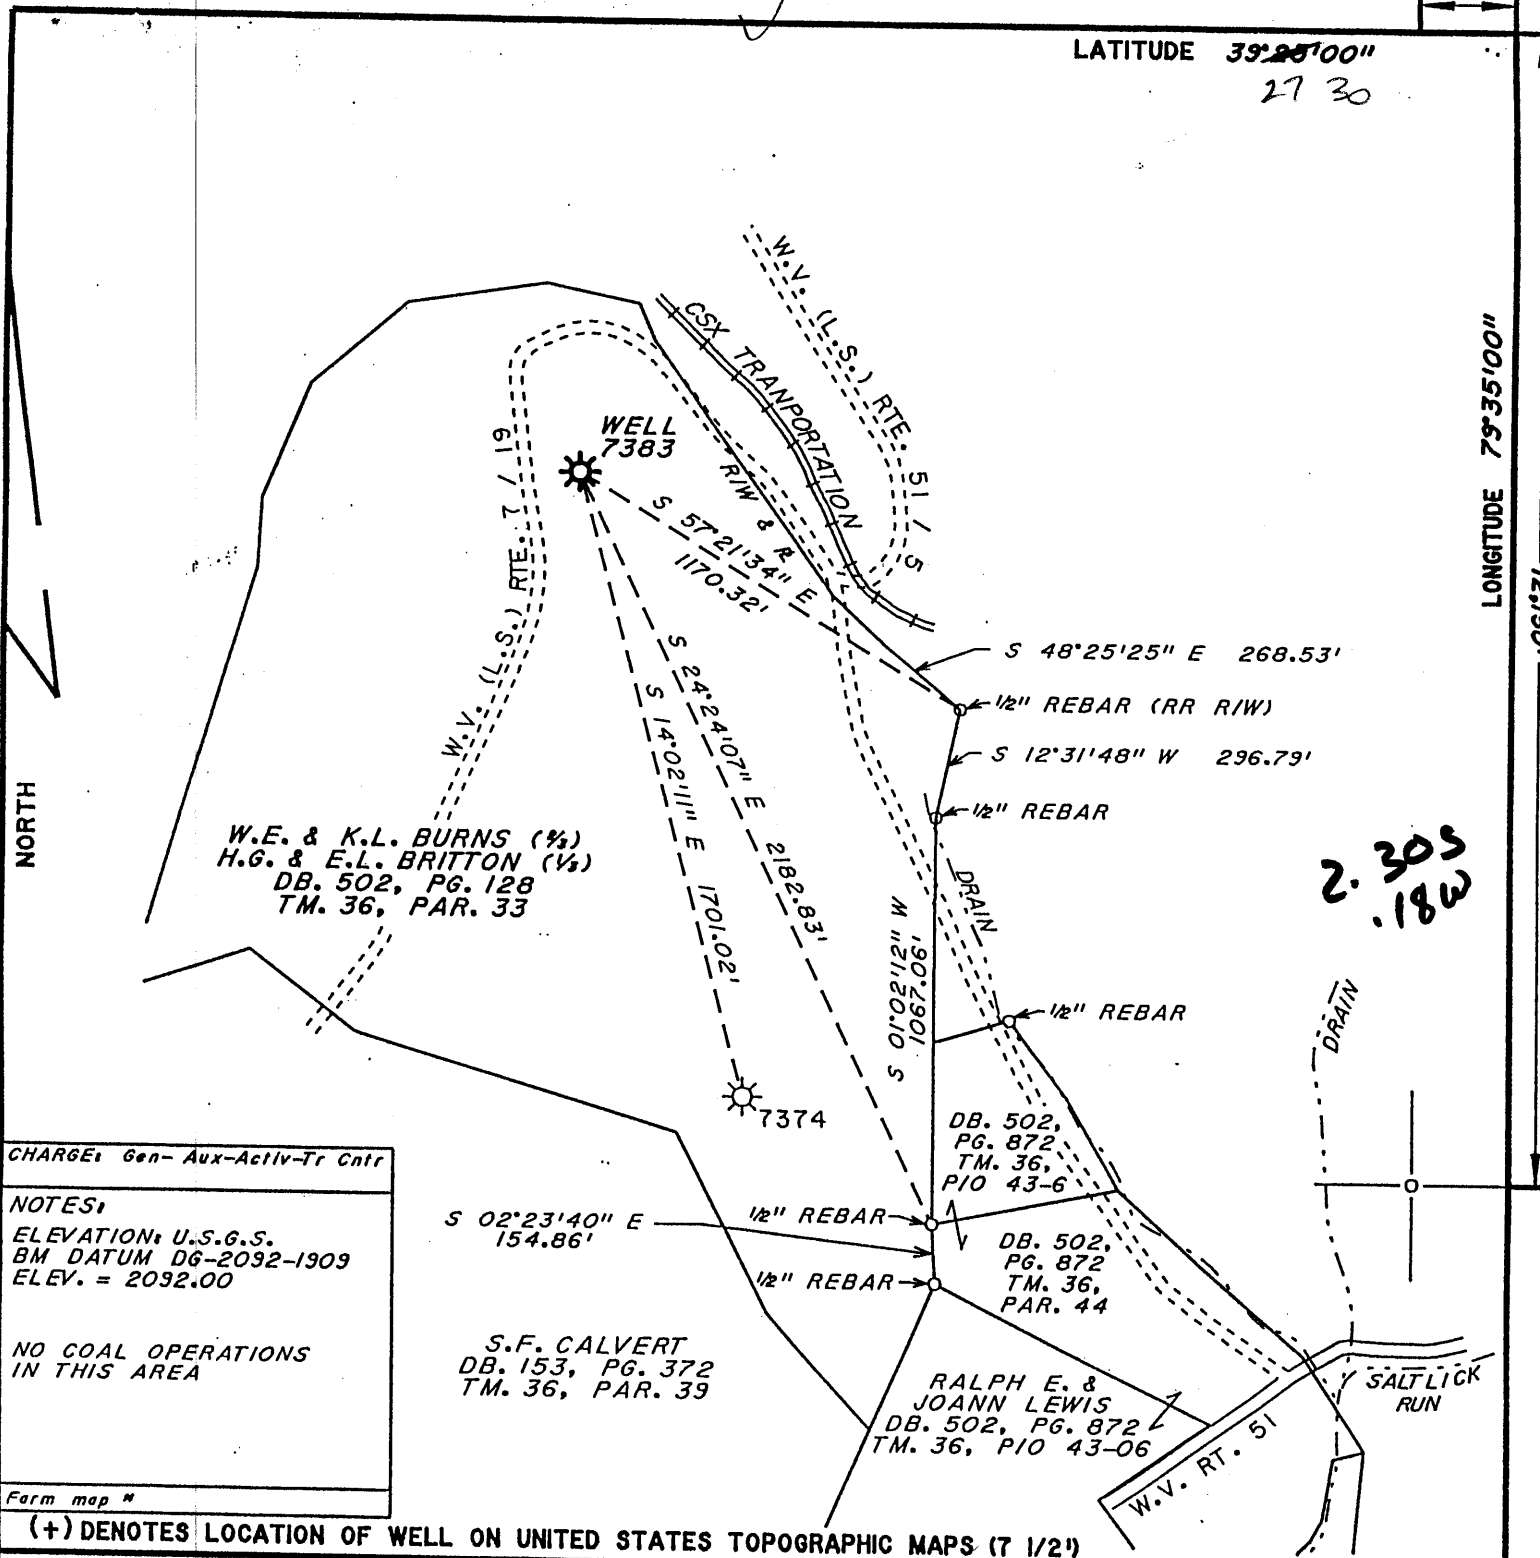 LATITUDE 39°25'00"
27 30
LONGITUDE 79°35'00"
W.V. (L.S.) RTE. 51 / 5
CSX TRANPORTATION
R/W & R
WELL
7383
W.V. (L.S.) RTE. 7 / 19
S 57°21'34" E
1170.32'
S 24°24'07" E 2182.83'
S 14°02'11" E 1701.02'
S 48°25'25" E 268.53'
1/2" REBAR (RR R/W)
S 12°31'48" W 296.79'
1/2" REBAR
NORTH
W.E. & K.L. BURNS (2/3)
H.G. & E.L. BRITTON (1/3)
DB. 502, PG. 128
TM. 36, PAR. 33
2.30S
.18W
DRAIN
S 01°02'12" W
1067.06'
1/2" REBAR
DRAIN
7374
DB. 502,
PG. 872
TM. 36,
P/O 43-6
S 02°23'40" E
154.86'
1/2" REBAR
1/2" REBAR
DB. 502,
PG. 872
TM. 36,
PAR. 44
CHARGE: Gen-Aux-Activ-Tr Cntr
NOTES:
ELEVATION: U.S.G.S.
BM DATUM DG-2092-1909
ELEV. = 2092.00
NO COAL OPERATIONS
IN THIS AREA
S.F. CALVERT
DB. 153, PG. 372
TM. 36, PAR. 39
RALPH E. &
JOANN LEWIS
DB. 502, PG. 872
TM. 36, P/O 43-06
SALTLICK
RUN
W.V. RT. 51
Farm map #
(+) DENOTES LOCATION OF WELL ON UNITED STATES TOPOGRAPHIC MAPS (7 1/2')